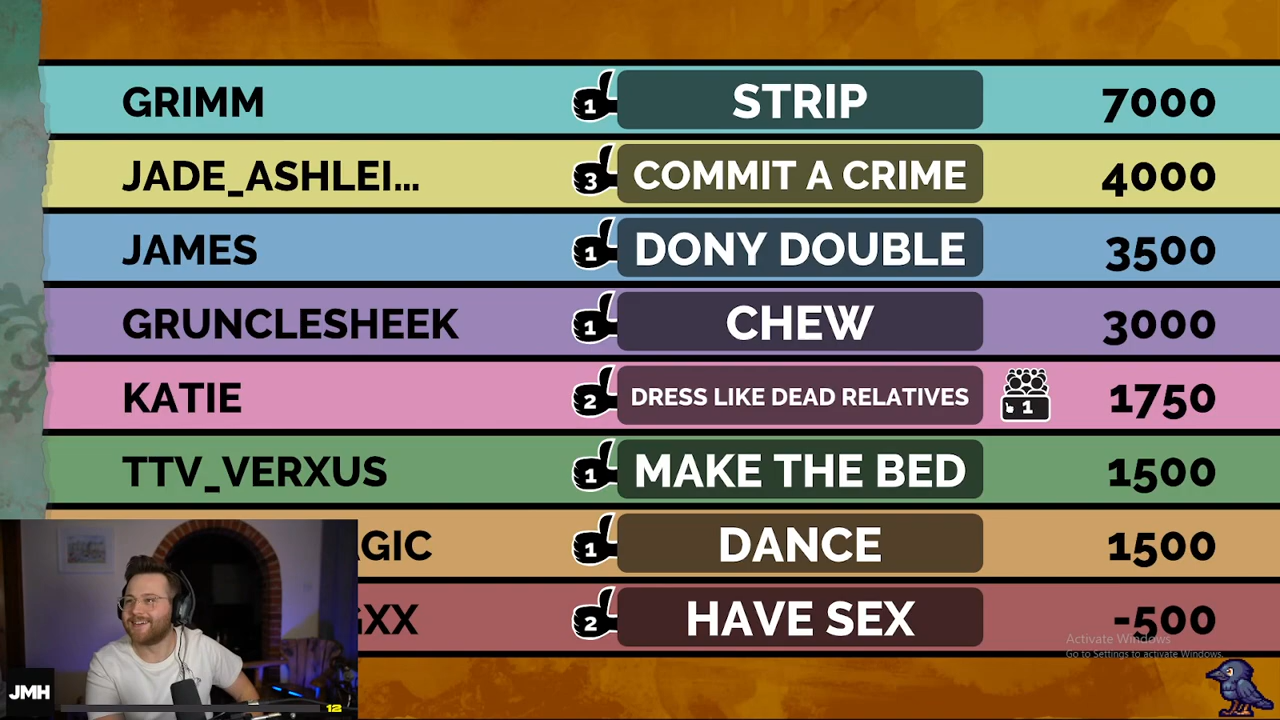 GRIMM 1 STRIP 7000
JADE_ASHLEI... 3 COMMIT A CRIME 4000
JAMES 1 DONY DOUBLE 3500
GRUNCLESHEEK 1 CHEW 3000
KATIE 2 DRESS LIKE DEAD RELATIVES 1 1750
TTV_VERXUS 1 MAKE THE BED 1500
AGIC 1 DANCE 1500
GXX 2 HAVE SEX -500
Activate Windows
Go to Settings to activate Windows.
JMH
12